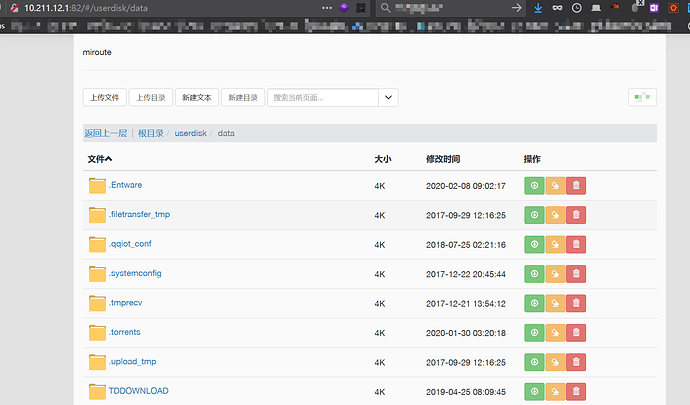 10.211.12.1:82/#/userdisk/data
miroute
上传文件 上传目录 新建文本 新建目录 搜索当前页面...
返回上一层 | 根目录 / userdisk / data
文件 大小 修改时间 操作
.Entware 4K 2020-02-08 09:02:17
.filetransfer_tmp 4K 2017-09-29 12:16:25
.qqiot_conf 4K 2018-07-25 02:21:16
.systemconfig 4K 2017-12-22 20:45:44
.tmprecv 4K 2017-12-21 13:54:12
.torrents 4K 2020-01-30 03:20:18
.upload_tmp 4K 2017-09-29 12:16:25
TDDOWNLOAD 4K 2019-04-25 08:09:45